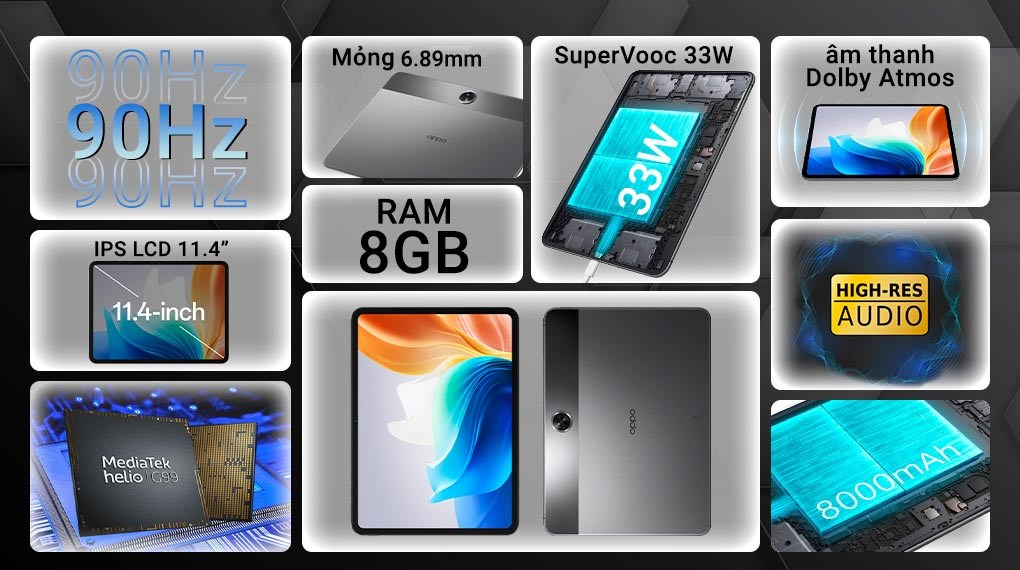 90Hz
90Hz
90Hz
Mỏng 6.89mm
oppo
SuperVooc 33W
33W
âm thanh
Dolby Atmos
RAM
8GB
IPS LCD 11.4”
11.4-inch
HIGH-RES
AUDIO
MediaTek
helio G99
oppo
8000mAh